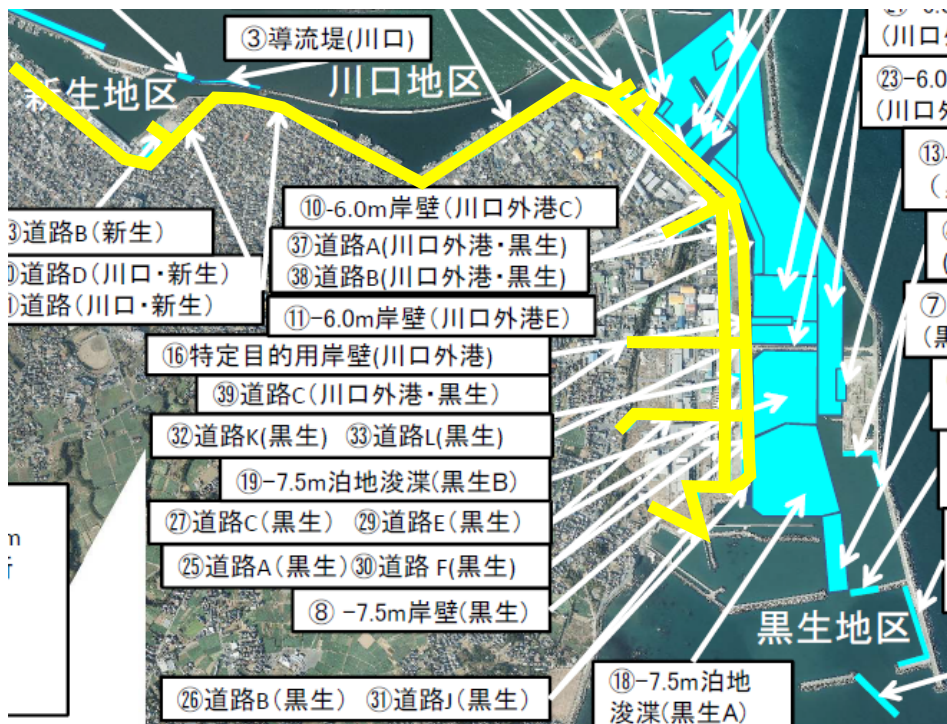 ③導流堤(川口)
新生地区
川口地区
(川口外
㉓-6.0
(川口外
⑬
⑩-6.0m岸壁(川口外港C)
3道路B(新生)
㊲道路A(川口外港・黒生)
㊳道路B(川口外港・黒生)
0道路D(川口・新生)
道路(川口・新生)
⑪-6.0m岸壁(川口外港E)
⑦
(黒
⑯特定目的用岸壁(川口外港)
㊴道路C(川口外港・黒生)
㉜道路K(黒生) ㉝道路L(黒生)
⑲-7.5m泊地浚渫(黒生B)
㉗道路C(黒生) ㉙道路E(黒生)
m
㉕道路A(黒生)㉚道路 F(黒生)
⑧ -7.5m岸壁(黒生)
黒生地区
㉖道路B(黒生) ㉛道路J(黒生)
⑱-7.5m泊地
浚渫(黒生A)